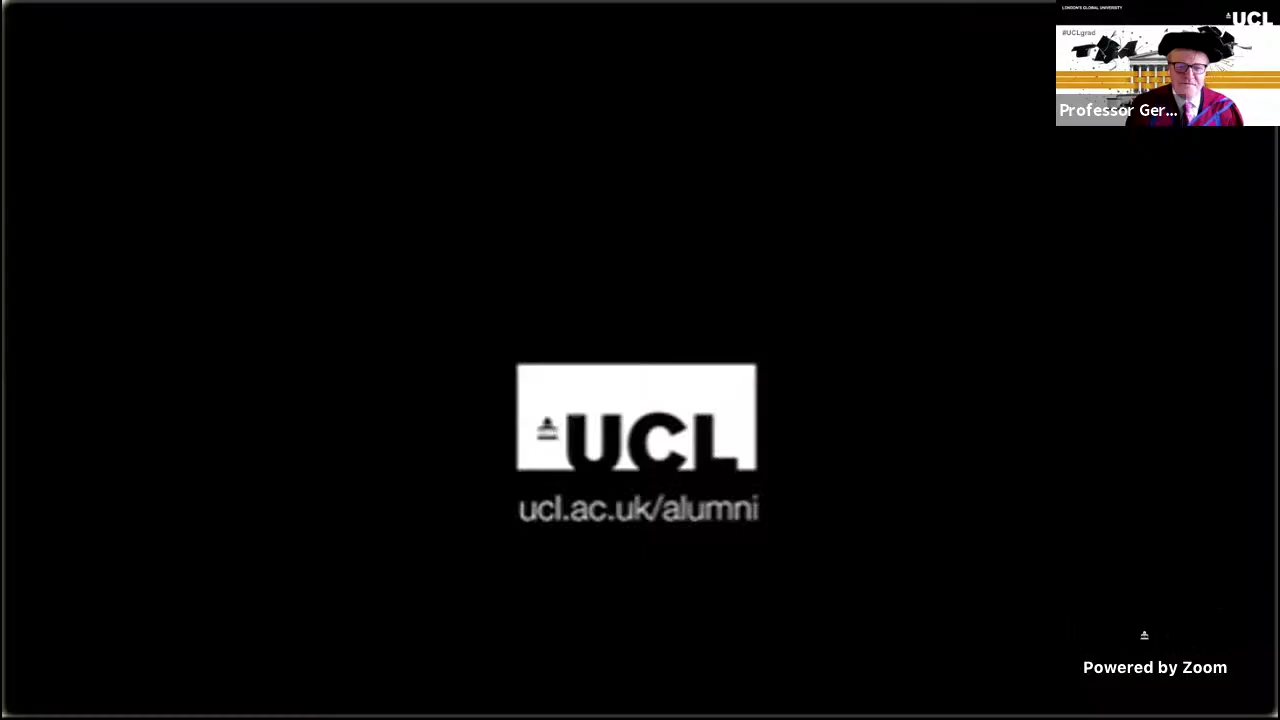 LONDON'S GLOBAL UNIVERSITY
UCL
#UCLgrad
Professor Ger...
UCL
ucl.ac.uk/alumni
Powered by Zoom